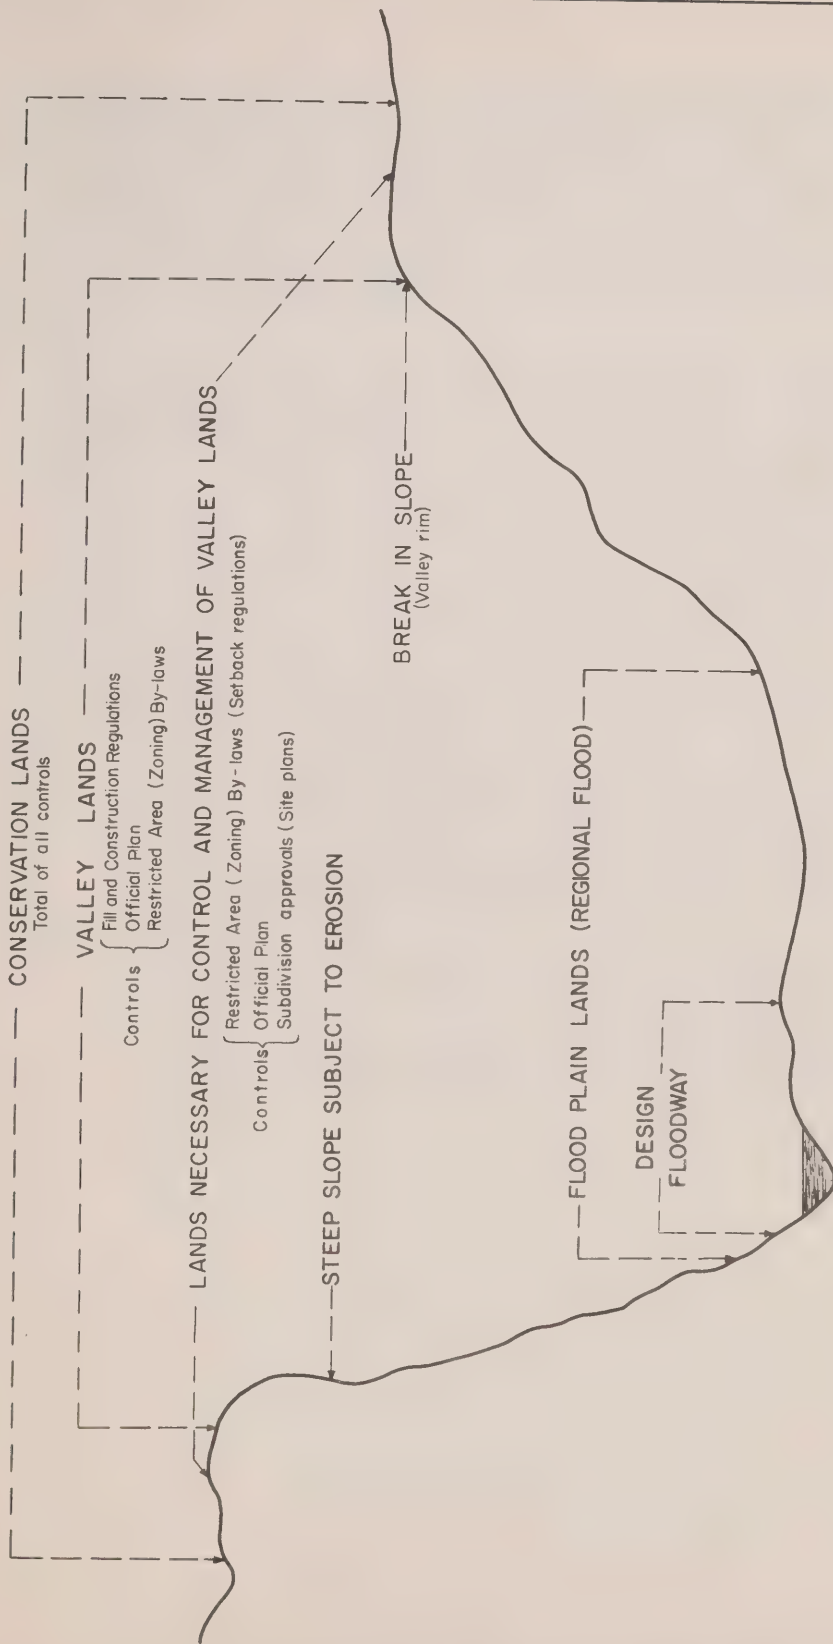 CONSERVATION LANDS
Total of all controls
VALLEY LANDS
Controls
Fill and Construction Regulations
Official Plan
Restricted Area (Zoning) By-laws
LANDS NECESSARY FOR CONTROL AND MANAGEMENT OF VALLEY LANDS
Controls
Restricted Area (Zoning) By-laws (Setback regulations)
Official Plan
Subdivision approvals (Site plans)
STEEP SLOPE SUBJECT TO EROSION
BREAK IN SLOPE
(Valley rim)
FLOOD PLAIN LANDS (REGIONAL FLOOD)
DESIGN
FLOODWAY